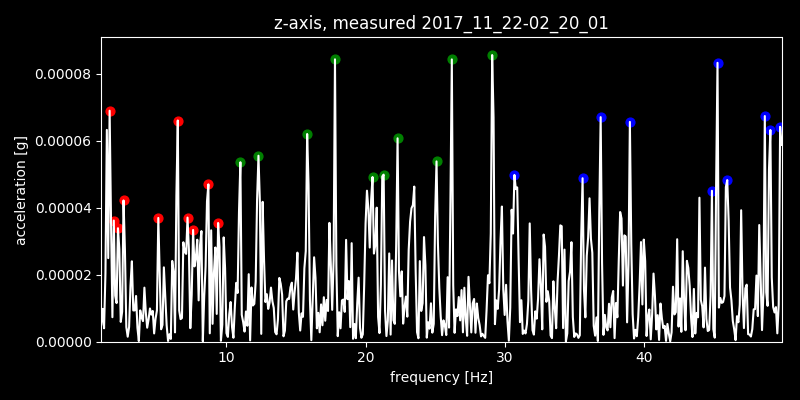 z-axis, measured 2017_11_22-02_20_01
0.00008
0.00006
0.00004
0.00002
0.00000
acceleration [g]
10 20 30 40
frequency [Hz]